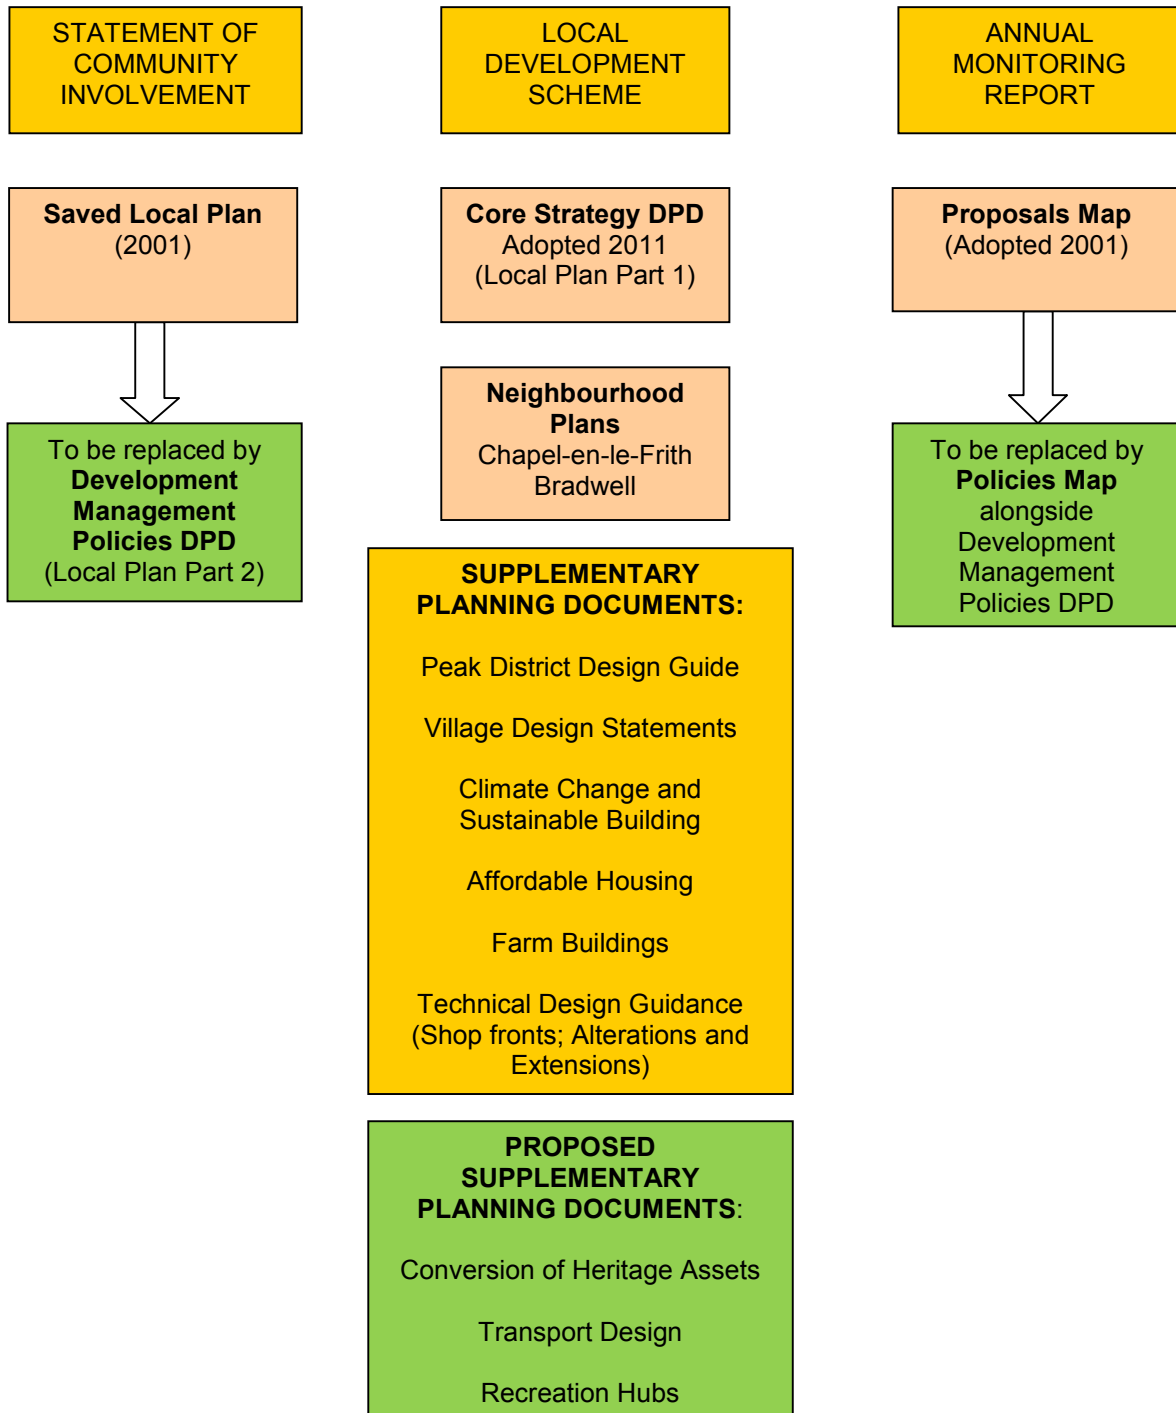 STATEMENT OF
COMMUNITY
INVOLVEMENT
LOCAL
DEVELOPMENT
SCHEME
ANNUAL
MONITORING
REPORT
Saved Local Plan
(2001)
Core Strategy DPD
Adopted 2011
(Local Plan Part 1)
Proposals Map
(Adopted 2001)
Neighbourhood
Plans
Chapel-en-le-Frith
Bradwell
To be replaced by
Development
Management
Policies DPD
(Local Plan Part 2)
To be replaced by
Policies Map
alongside
Development
Management
Policies DPD
SUPPLEMENTARY
PLANNING DOCUMENTS:
Peak District Design Guide
Village Design Statements
Climate Change and
Sustainable Building
Affordable Housing
Farm Buildings
Technical Design Guidance
(Shop fronts; Alterations and
Extensions)
PROPOSED
SUPPLEMENTARY
PLANNING DOCUMENTS:
Conversion of Heritage Assets
Transport Design
Recreation Hubs